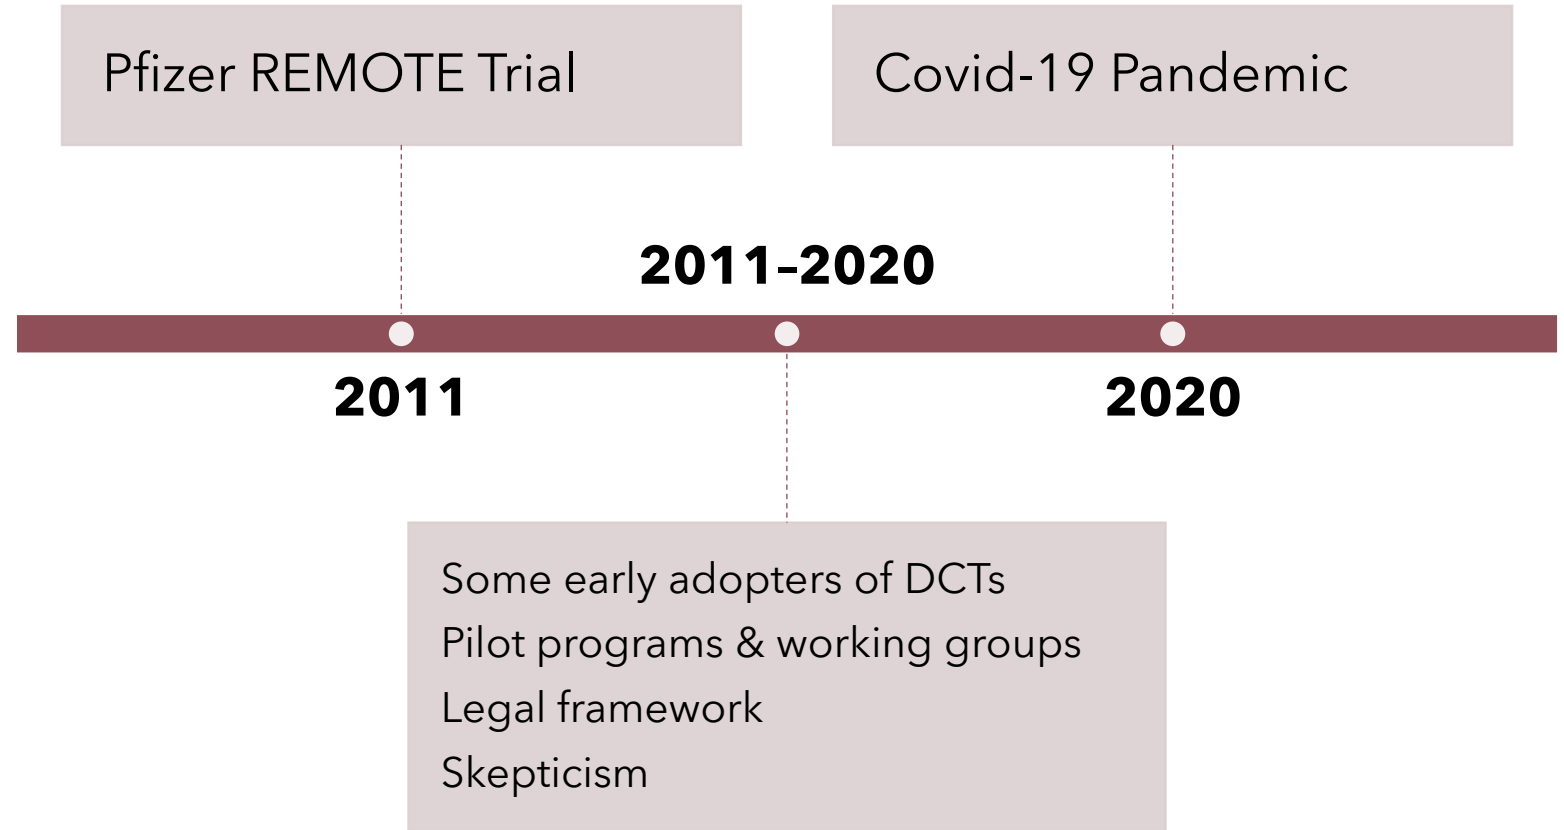 Pfizer REMOTE Trial
Covid-19 Pandemic
2011–2020
2011
2020
Some early adopters of DCTs
Pilot programs & working groups
Legal framework
Skepticism